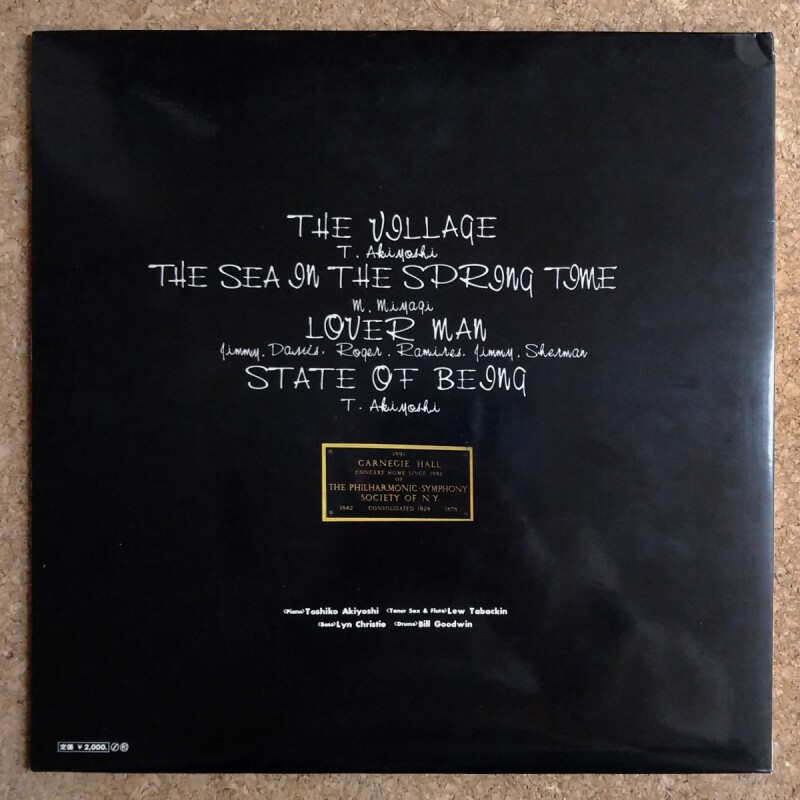 THE VILLAGE
T. Akiyoshi
THE SEA IN THE SPRING TIME
M. Miyagi
LOVER MAN
Jimmy. Davis. Roger. Ramires. Jimmy. Sherman
STATE OF BEING
T. Akiyoshi
1891
CARNEGIE HALL
CONCERT HOME SINCE 1892
OF
THE PHILHARMONIC-SYMPHONY
SOCIETY OF N.Y.
1842 CONSOLIDATED 1928 1878
<Piano>Toshiko Akiyoshi <Tenor Sax & Flute>Lew Tabackin
<Bass>Lyn Christie <Drums>Bill Goodwin
定価 ¥2,000.